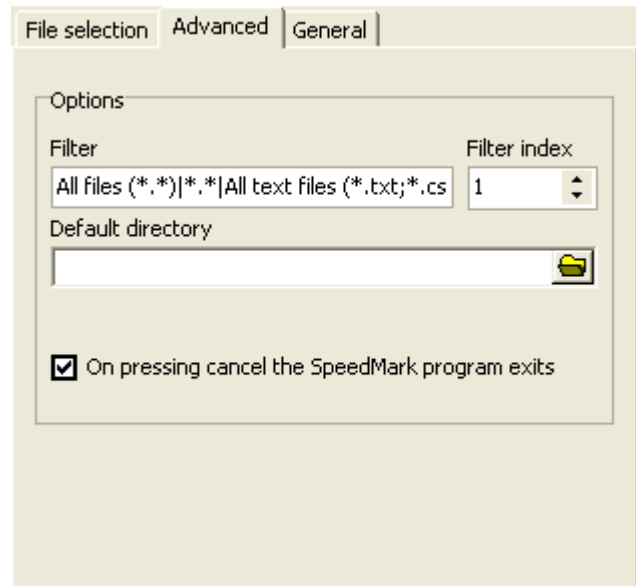 File selection Advanced General
Options
Filter Filter index
All files (*.*)|*.*|All text files (*.txt;*.cs 1
Default directory
On pressing cancel the SpeedMark program exits